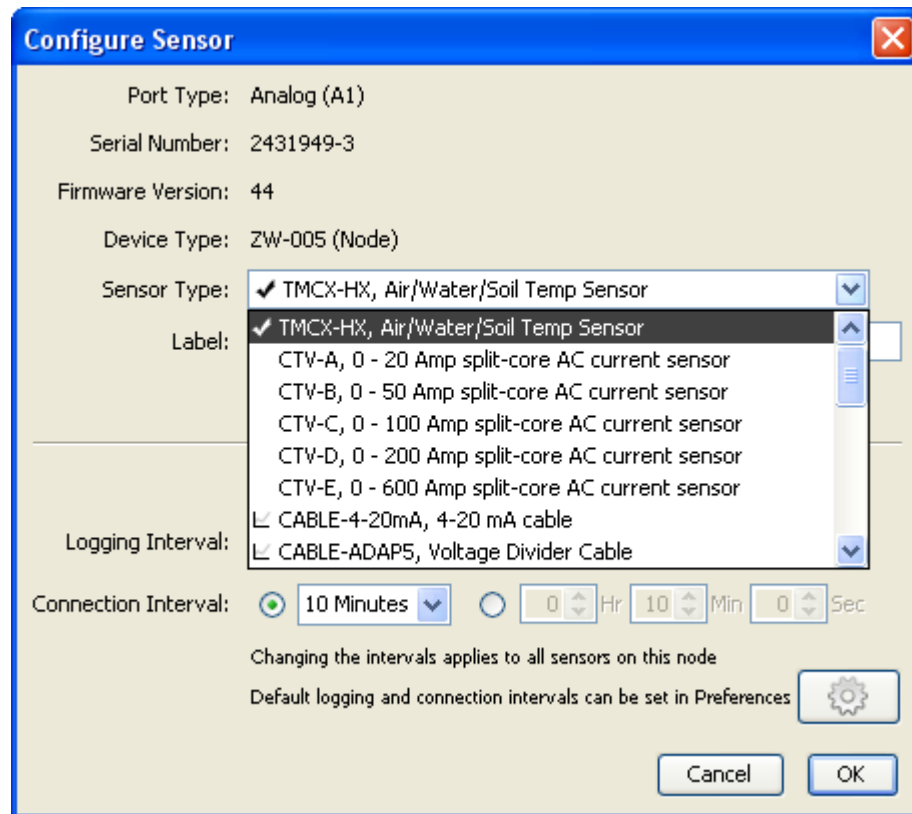 Configure Sensor
Port Type: Analog (A1)
Serial Number: 2431949-3
Firmware Version: 44
Device Type: ZW-005 (Node)
Sensor Type: TMCX-HX, Air/Water/Soil Temp Sensor
Label:
TMCX-HX, Air/Water/Soil Temp Sensor
CTV-A, 0 - 20 Amp split-core AC current sensor
CTV-B, 0 - 50 Amp split-core AC current sensor
CTV-C, 0 - 100 Amp split-core AC current sensor
CTV-D, 0 - 200 Amp split-core AC current sensor
CTV-E, 0 - 600 Amp split-core AC current sensor
CABLE-4-20mA, 4-20 mA cable
CABLE-ADAP5, Voltage Divider Cable
Logging Interval:
Connection Interval: 10 Minutes 0 Hr 10 Min 0 Sec
Changing the intervals applies to all sensors on this node
Default logging and connection intervals can be set in Preferences
Cancel OK